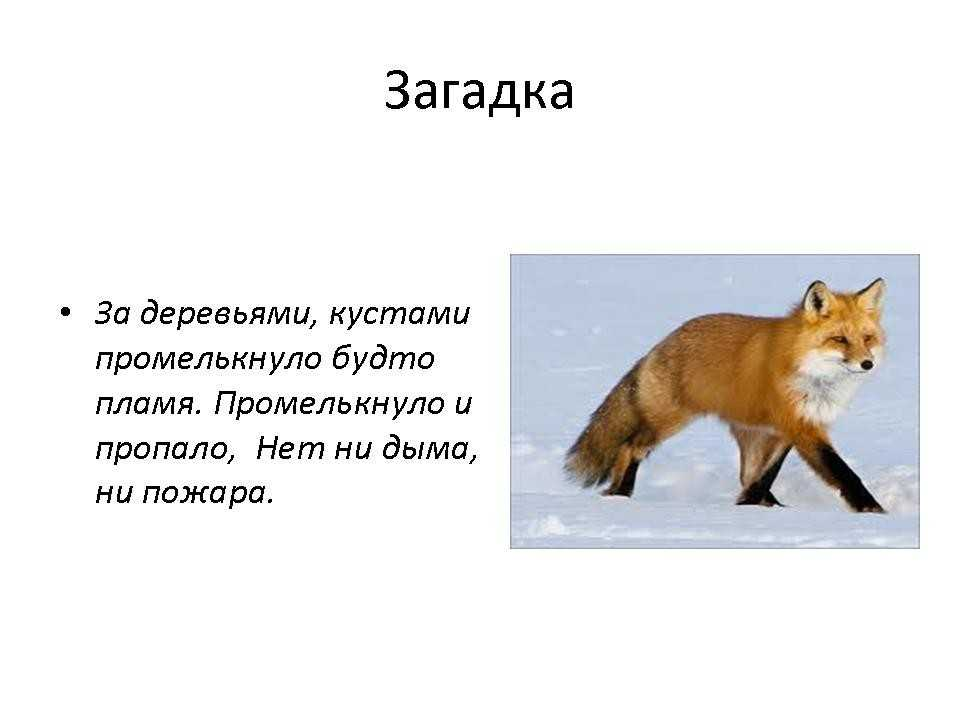 Загадка
• За деревьями, кустами
промелькнуло будто
пламя. Промелькнуло и
пропало,  Нет ни дыма,
ни пожара.